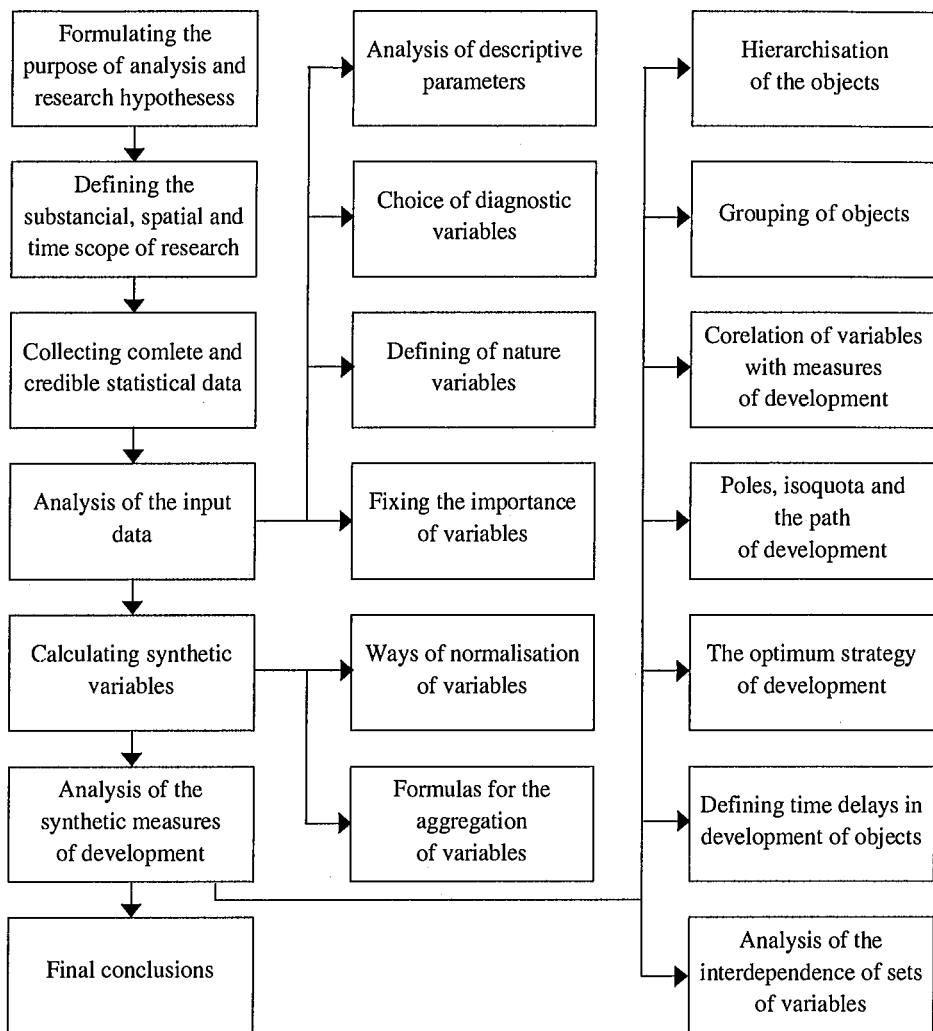 Formulating the
purpose of analysis and
research hypothesess
Defining the
substancial, spatial and
time scope of research
Collecting comlete and
credible statistical data
Analysis of the input
data
Calculating synthetic
variables
Analysis of the
synthetic measures
of development
Final conclusions
Analysis of descriptive
parameters
Choice of diagnostic
variables
Defining of nature
variables
Fixing the importance
of variables
Ways of normalisation
of variables
Formulas for the
aggregation
of variables
Hierarchisation
of the objects
Grouping of objects
Corelation of variables
with measures
of development
Poles, isoquota and
the path
of development
The optimum strategy
of development
Defining time delays in
development of objects
Analysis of the
interdependence of sets
of variables